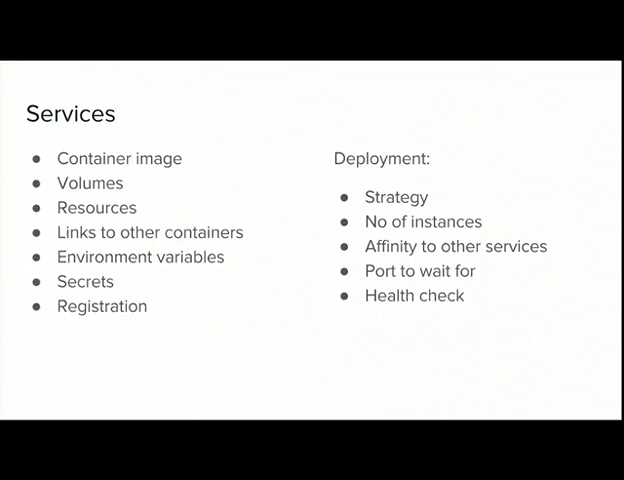 Services
● Container image
● Volumes
● Resources
● Links to other containers
● Environment variables
● Secrets
● Registration
Deployment:
● Strategy
● No of instances
● Affinity to other services
● Port to wait for
● Health check